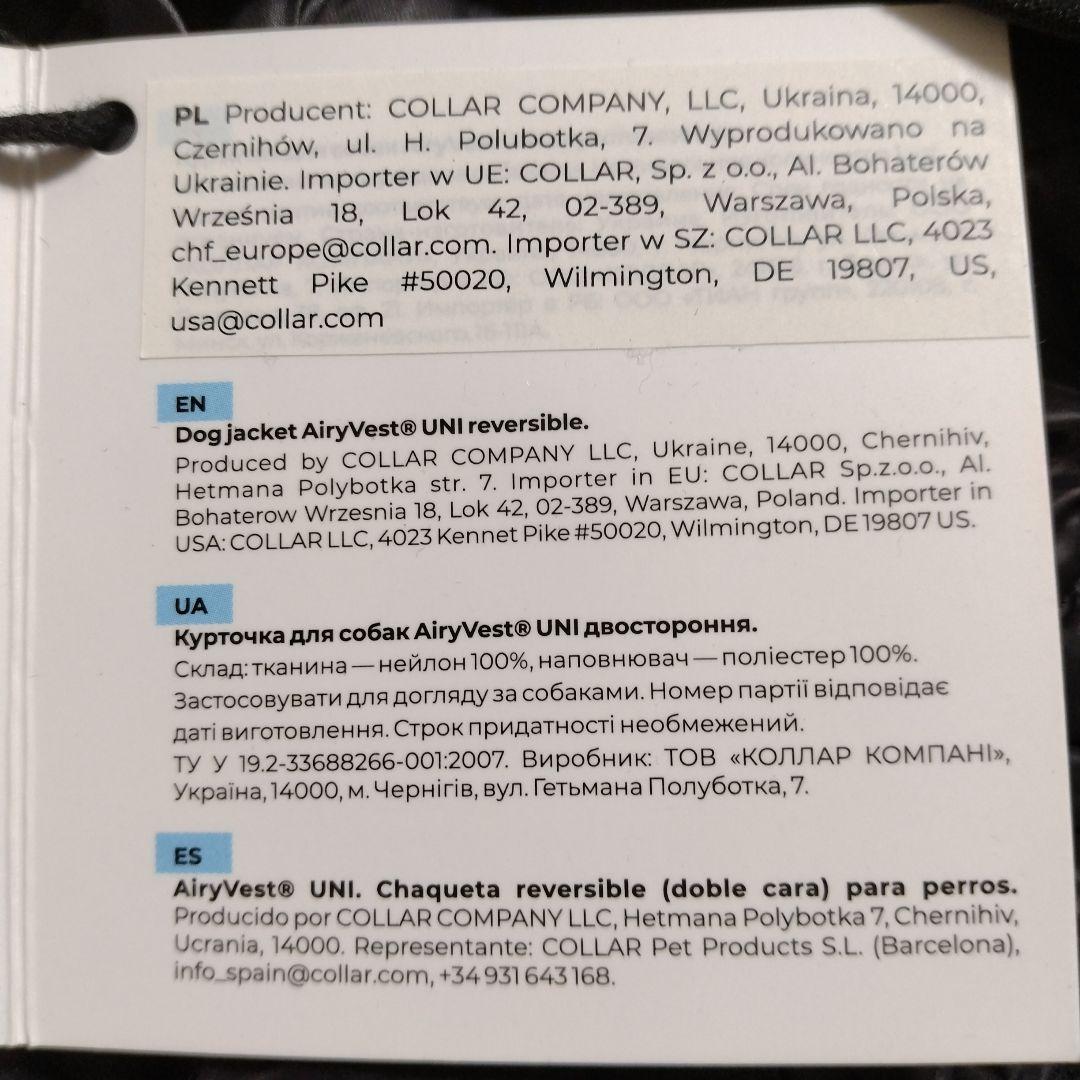 PL Producent: COLLAR COMPANY, LLC, Ukraina, 14000,
Czernihów, ul. H. Polubotka, 7. Wyprodukowano na
Ukrainie. Importer w UE: COLLAR, Sp. z o.o., Al. Bohaterów
Września 18, Lok 42, 02-389, Warszawa, Polska,
chf_europe@collar.com. Importer w SZ: COLLAR LLC, 4023
Kennett Pike #50020, Wilmington, DE 19807, US,
usa@collar.com
EN
Dog jacket AiryVest® UNI reversible.
Produced by COLLAR COMPANY LLC, Ukraine, 14000, Chernihiv,
Hetmana Polybotka str. 7. Importer in EU: COLLAR Sp.z.o.o., Al.
Bohaterow Wrzesnia 18, Lok 42, 02-389, Warszawa, Poland. Importer in
USA: COLLAR LLC, 4023 Kennet Pike #50020, Wilmington, DE 19807 US.
UA
Курточка для собак AiryVest® UNI двостороння.
Склад: тканина — нейлон 100%, наповнювач — поліестер 100%.
Застосовувати для догляду за собаками. Номер партії відповідає
даті виготовлення. Строк придатності необмежений.
ТУ У 19.2-33688266-001:2007. Виробник: ТОВ «КОЛЛАР КОМПАНІ»,
Україна, 14000, м. Чернігів, вул. Гетьмана Полуботка, 7.
ES
AiryVest® UNI. Chaqueta reversible (doble cara) para perros.
Producido por COLLAR COMPANY LLC, Hetmana Polybotka 7, Chernihiv,
Ucrania, 14000. Representante: COLLAR Pet Products S.L. (Barcelona),
info_spain@collar.com, +34 931 643 168.